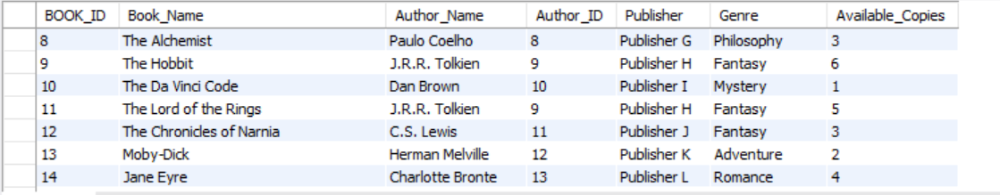 BOOK_ID Book_Name Author_Name Author_ID Publisher Genre Available_Copies
8 The Alchemist Paulo Coelho 8 Publisher G Philosophy 3
9 The Hobbit J.R.R. Tolkien 9 Publisher H Fantasy 6
10 The Da Vinci Code Dan Brown 10 Publisher I Mystery 1
11 The Lord of the Rings J.R.R. Tolkien 9 Publisher H Fantasy 5
12 The Chronicles of Narnia C.S. Lewis 11 Publisher J Fantasy 3
13 Moby-Dick Herman Melville 12 Publisher K Adventure 2
14 Jane Eyre Charlotte Bronte 13 Publisher L Romance 4